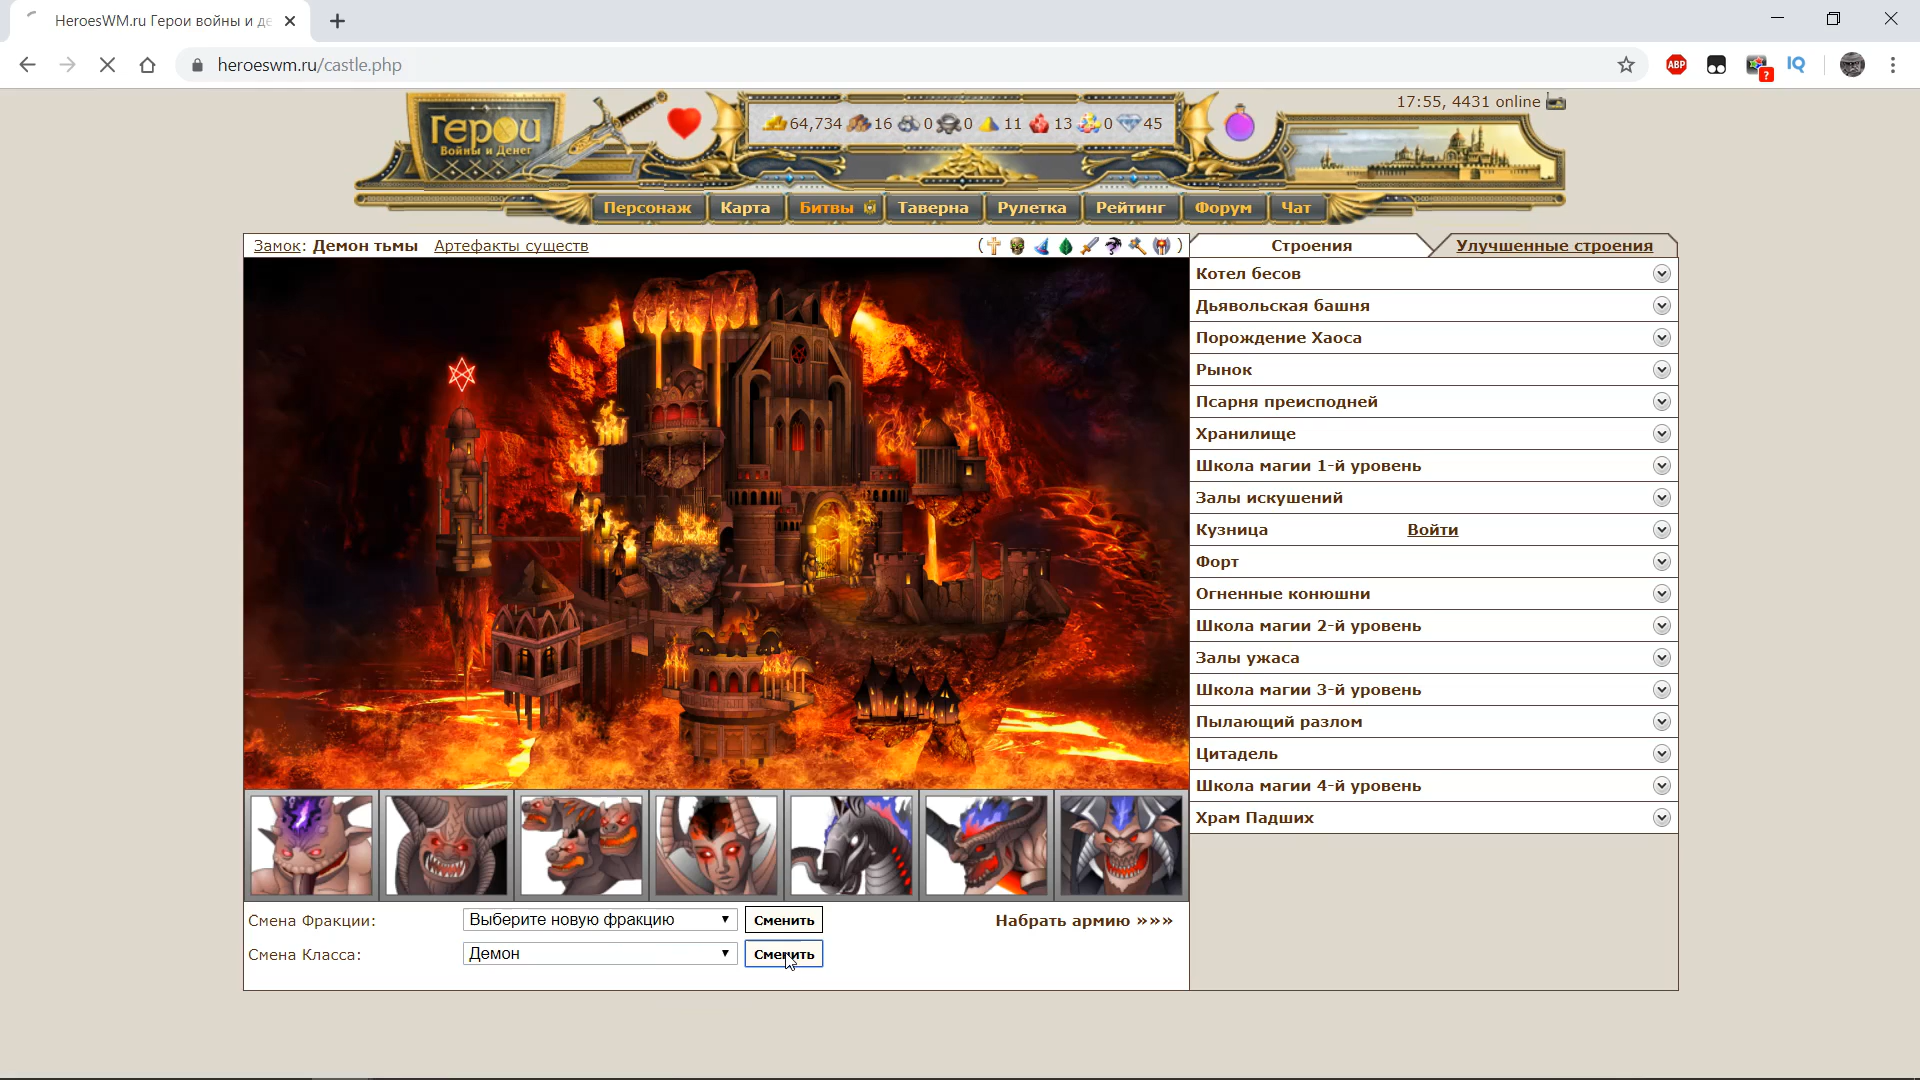 HeroesWM.ru Герои войны и де
heroeswm.ru/castle.php
ABP
?
IQ
17:55, 4431 online
Герои
Войны и Денег
64,734 16 0 0 11 13 0 45
Персонаж Карта Битвы Таверна Рулетка Рейтинг Форум Чат
Замок: Демон тьмы Артефакты существ ( )
Строения Улучшенные строения
Котел бесов
Дьявольская башня
Порождение Хаоса
Рынок
Псарня преисподней
Хранилище
Школа магии 1-й уровень
Залы искушений
Кузница Войти
Форт
Огненные конюшни
Школа магии 2-й уровень
Залы ужаса
Школа магии 3-й уровень
Пылающий разлом
Цитадель
Школа магии 4-й уровень
Храм Падших
Смена Фракции: Выберите новую фракцию Сменить Набрать армию »»»
Смена Класса: Демон Сменить